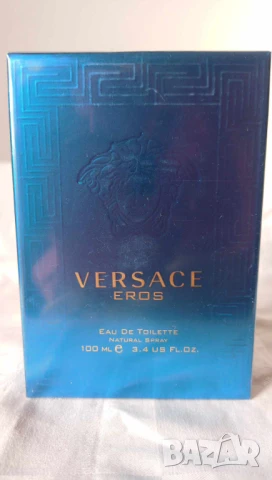 VERSACE
EROS
EAU DE TOILETTE
NATURAL SPRAY
100 ML ℮ 3.4 US FL.OZ.
BAZAR